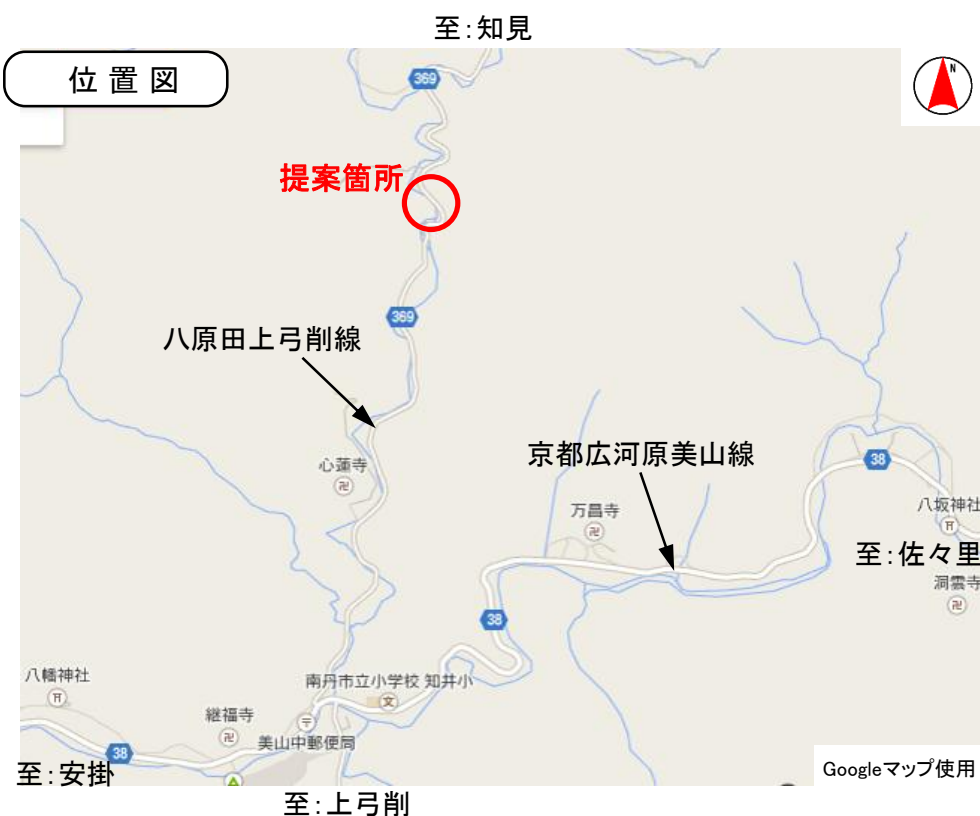 至:知見
位置図
N
369
提案箇所
369
八原田上弓削線
心蓮寺
京都広河原美山線
38
万昌寺
八坂神社
至:佐々里
洞雲寺
38
八幡神社
南丹市立小学校 知井小
文
継福寺
美山中郵便局
38
至:安掛
Googleマップ使用
至:上弓削